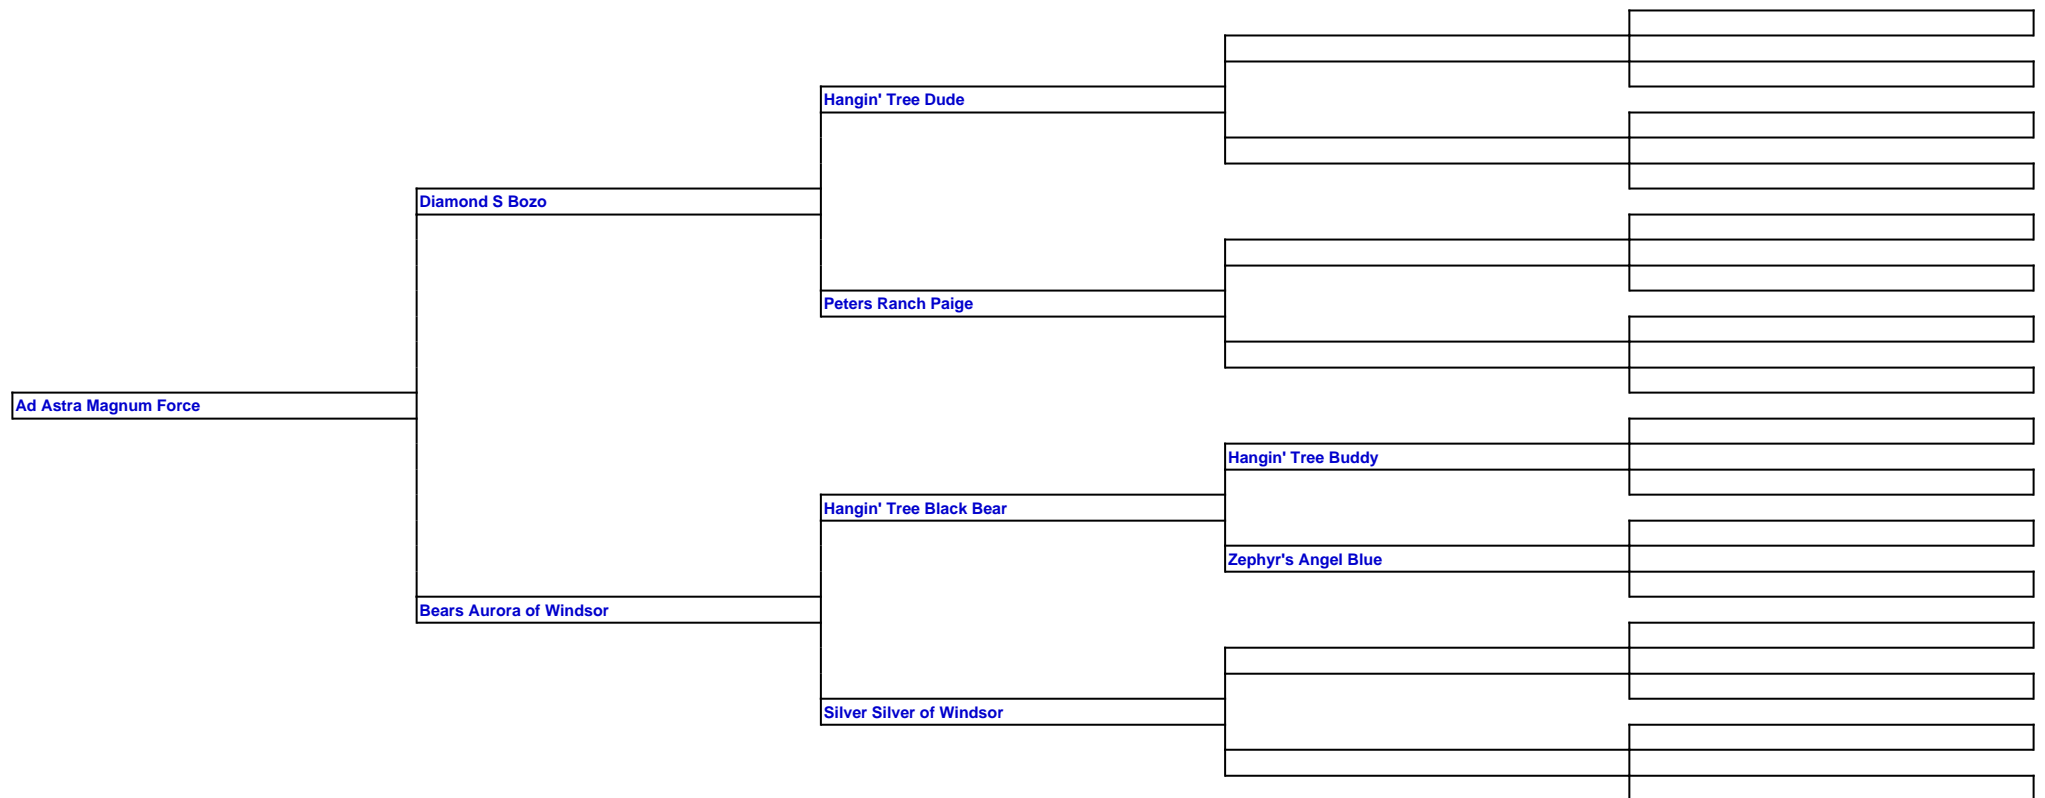 Hangin' Tree Dude
Diamond S Bozo
Peters Ranch Paige
Ad Astra Magnum Force
Hangin' Tree Buddy
Hangin' Tree Black Bear
Zephyr's Angel Blue
Bears Aurora of Windsor
Silver Silver of Windsor